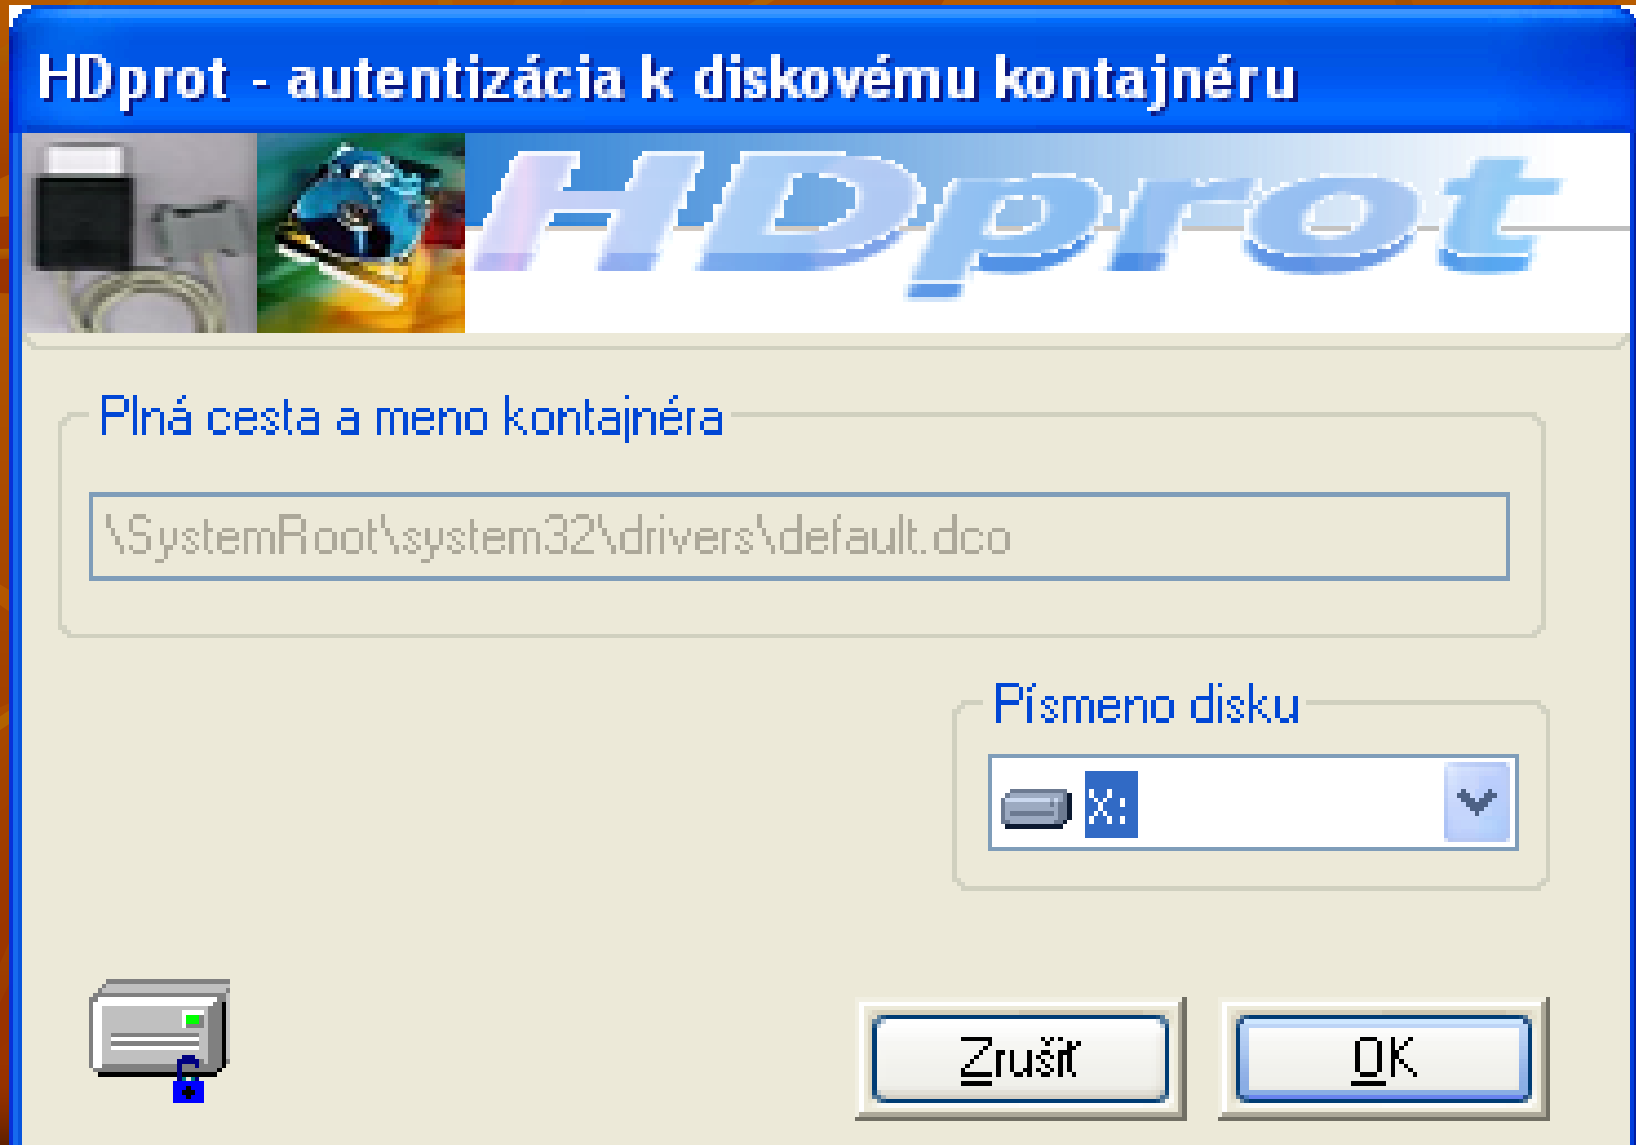 HDprot - autentizácia k diskovému kontajnéru
HDprot
Plná cesta a meno kontajnéra
\SystemRoot\system32\drivers\default.dco
Písmeno disku
X:
Zrušiť
OK